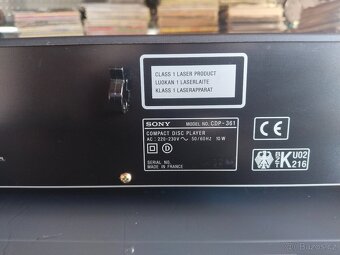 CLASS 1 LASER PRODUCT
LUOKAN 1 LASERLAITE
KLASS 1 LASERAPPARAT
SONY MODEL NO. CDP-361
COMPACT DISC PLAYER
AC : 220-230V~ 50/60HZ 10W
D
SERIAL NO.
MADE IN FRANCE
CE
K U02
216